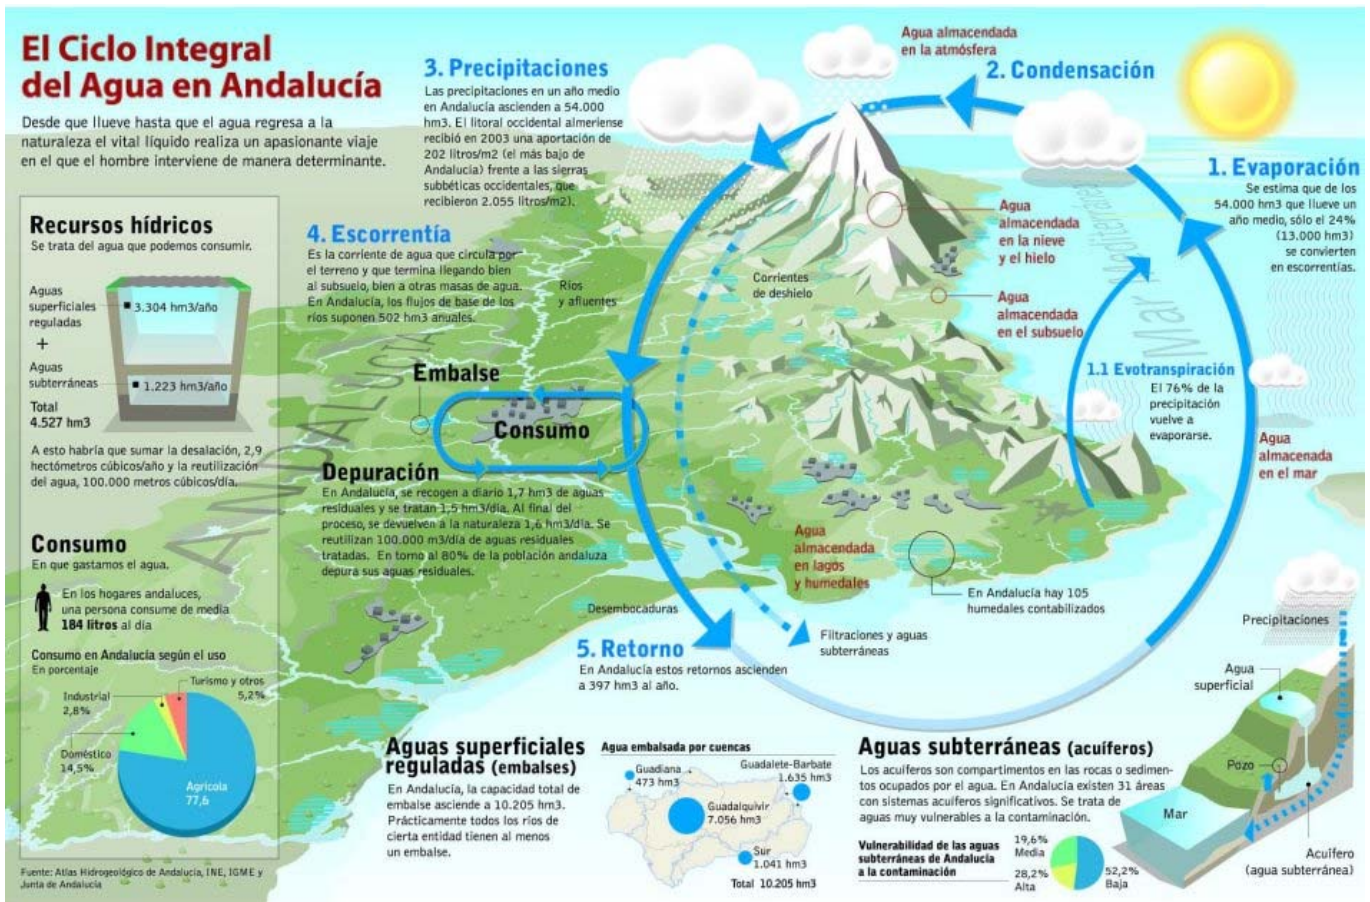 El Ciclo Integral
del Agua en Andalucía
Desde que llueve hasta que el agua regresa a la
naturaleza el vital líquido realiza un apasionante viaje
en el que el hombre interviene de manera determinante.
Recursos hídricos
Se trata del agua que podemos consumir.
Aguas
superficiales
reguladas
3.304 hm3/año
+
Aguas
subterráneas
1.223 hm3/año
Total
4.527 hm3
A esto habría que sumar la desalación, 2,9
hectómetros cúbicos/año y la reutilización
del agua, 100.000 metros cúbicos/día.
Consumo
En que gastamos el agua.
En los hogares andaluces,
una persona consume de media
184 litros al día
Consumo en Andalucía según el uso
En porcentaje
Turismo y otros
5,2%
Industrial
2,8%
Doméstico
14,5%
Agrícola
77,6
Fuente: Atlas Hidrogeológico de Andalucía, INE, IGME y
Junta de Andalucía
3. Precipitaciones
Las precipitaciones en un año medio
en Andalucía ascienden a 54.000
hm3. El litoral occidental almeriense
recibió en 2003 una aportación de
202 litros/m2 (el más bajo de
Andalucia) frente a las sierras
subbéticas occidentales, que
recibieron 2.055 litros/m2).
4. Escorrentía
Es la corriente de agua que circula por
el terreno y que termina llegando bien
al subsuelo, bien a otras masas de agua.
En Andalucía, los flujos de base de los
ríos suponen 502 hm3 anuales.
Ríos
y afluentes
ANDALUCÍA
Embalse
Consumo
Depuración
En Andalucía, se recogen a diario 1,7 hm3 de aguas
residuales y se tratan 1,5 hm3/día. Al final del
proceso, se devuelven a la naturaleza 1,6 hm3/día. Se
reutilizan 100.000 m3/día de aguas residuales
tratadas. En torno al 80% de la población andaluza
depura sus aguas residuales.
Agua almacendada
en la atmósfera
2. Condensación
1. Evaporación
Se estima que de los
54.000 hm3 que llueve un
año medio, sólo el 24%
(13.000 hm3)
se convierten
en escorrentías.
Mar Mediterráneo
Agua
almacendada
en la nieve
y el hielo
Corrientes
de deshielo
Agua
almacendada
en el subsuelo
1.1 Evotranspiración
El 76% de la
precipitación
vuelve a
evaporarse.
Agua
almacenada
en el mar
Agua
almacendada
en lagos
y humedales
En Andalucía hay 105
humedales contabilizados
Desembocaduras
Filtraciones y aguas
subterráneas
5. Retorno
En Andalucía estos retornos ascienden
a 397 hm3 al año.
Aguas superficiales
reguladas (embalses)
En Andalucía, la capacidad total de
embalse asciende a 10.205 hm3.
Prácticamente todos los ríos de
cierta entidad tienen al menos
un embalse.
Agua embalsada por cuencas
Guadiana
473 hm3
Guadalete-Barbate
1.635 hm3
Guadalquivir
7.056 hm3
Sur
1.041 hm3
Total 10.205 hm3
Aguas subterráneas (acuíferos)
Los acuíferos son compartimentos en las rocas o sedimen-
tos ocupados por el agua. En Andalucía existen 31 áreas
con sistemas acuíferos significativos. Se trata de
aguas muy vulnerables a la contaminación.
Vulnerabilidad de las aguas
subterráneas de Andalucía
a la contaminación
19,6%
Media
28,2%
Alta
52,2%
Baja
Precipitaciones
Agua
superficial
Pozo
Mar
Acuífero
(agua subterránea)